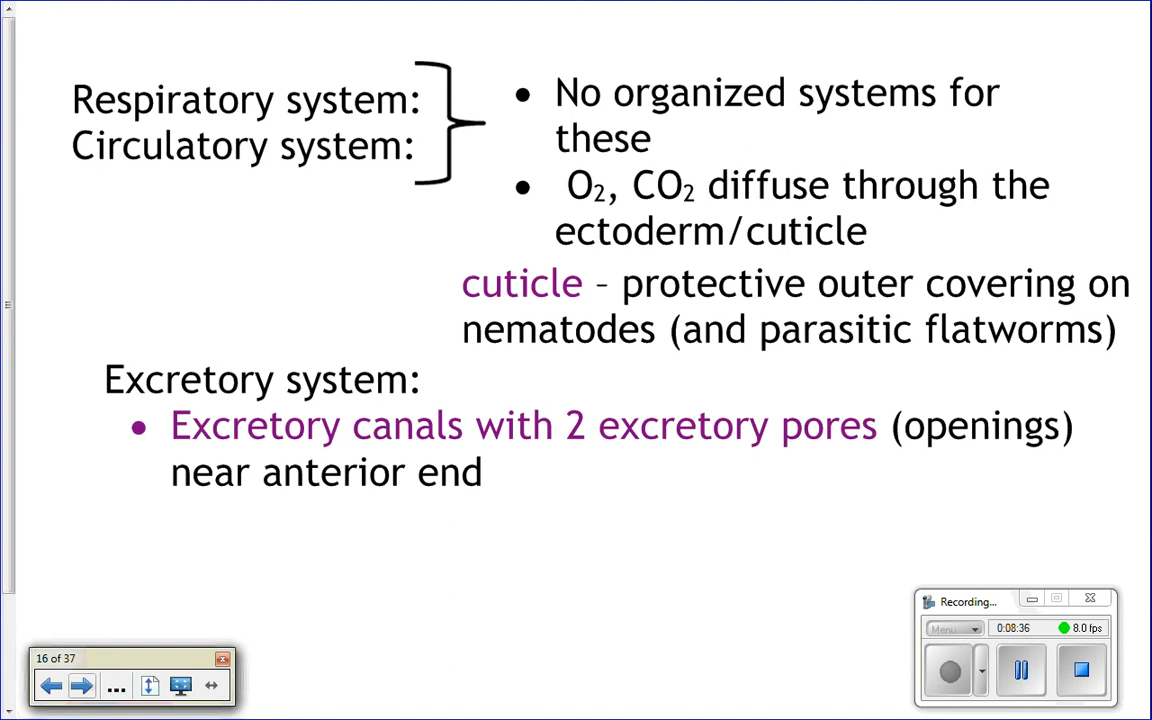 Respiratory system:
Circulatory system:
• No organized systems for
these
• O₂, CO₂ diffuse through the
ectoderm/cuticle
cuticle – protective outer covering on
nematodes (and parasitic flatworms)
Excretory system:
• Excretory canals with 2 excretory pores (openings)
near anterior end
Recording...
Menu
0:08:36
8.0 fps
16 of 37
...